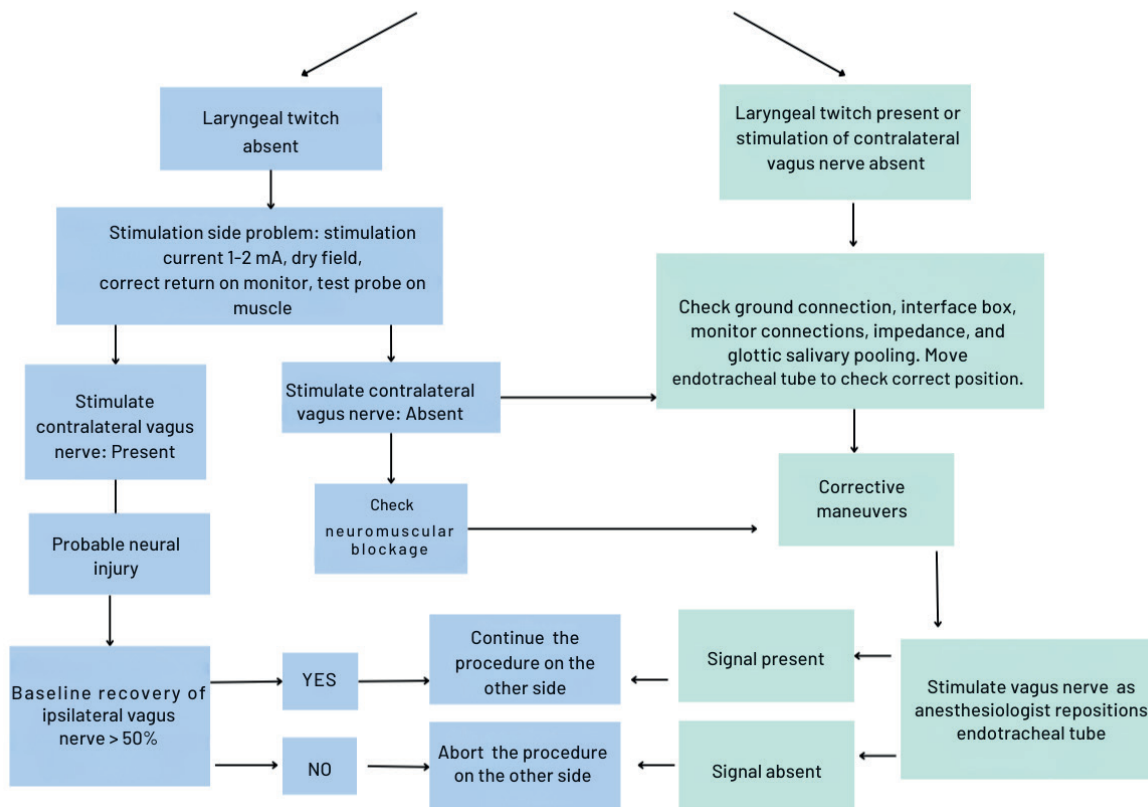 Laryngeal twitch
absent
Laryngeal twitch present or
stimulation of contralateral
vagus nerve absent
Stimulation side problem: stimulation
current 1-2 mA, dry field,
correct return on monitor, test probe on
muscle
Check ground connection, interface box,
monitor connections, impedance, and
glottic salivary pooling. Move
endotracheal tube to check correct position.
Stimulate
contralateral vagus
nerve: Present
Stimulate contralateral
vagus nerve: Absent
Check
neuromuscular
blockage
Corrective
maneuvers
Probable neural
injury
Baseline recovery of
ipsilateral vagus
nerve > 50%
YES
Continue the
procedure on the
other side
Signal present
Stimulate vagus nerve as
anesthesiologist repositions
endotracheal tube
NO
Abort the procedure
on the other side
Signal absent